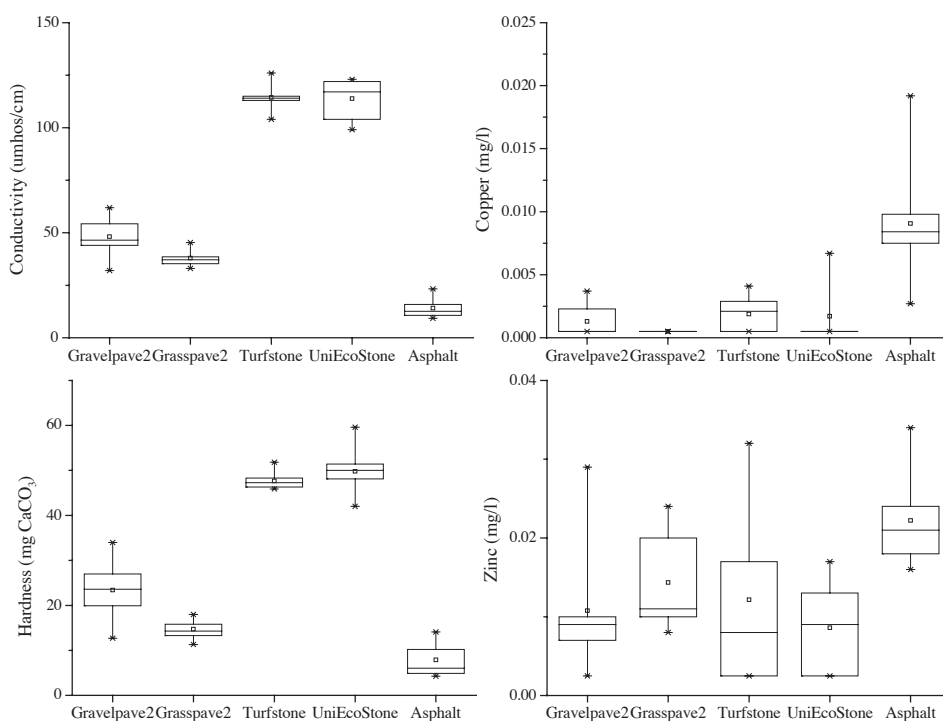 150
100
50
0
Conductivity (umhos/cm)
Gravelpave2 Grasspave2 Turfstone UniEcoStone Asphalt
0.025
0.020
0.015
0.010
0.005
0.000
Copper (mg/l)
Gravelpave2 Grasspave2 Turfstone UniEcoStone Asphalt
60
40
20
0
Hardness (mg CaCO₃)
Gravelpave2 Grasspave2 Turfstone UniEcoStone Asphalt
0.04
0.02
0.00
Zinc (mg/l)
Gravelpave2 Grasspave2 Turfstone UniEcoStone Asphalt